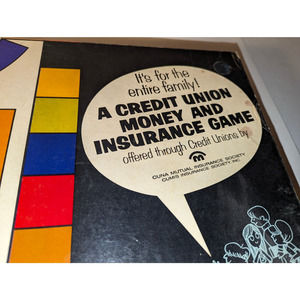 It's for the
entire family!
A CREDIT UNION
MONEY AND
INSURANCE GAME
offered through Credit Unions by
CUNA MUTUAL INSURANCE SOCIETY
CUMIS INSURANCE SOCIETY, INC.